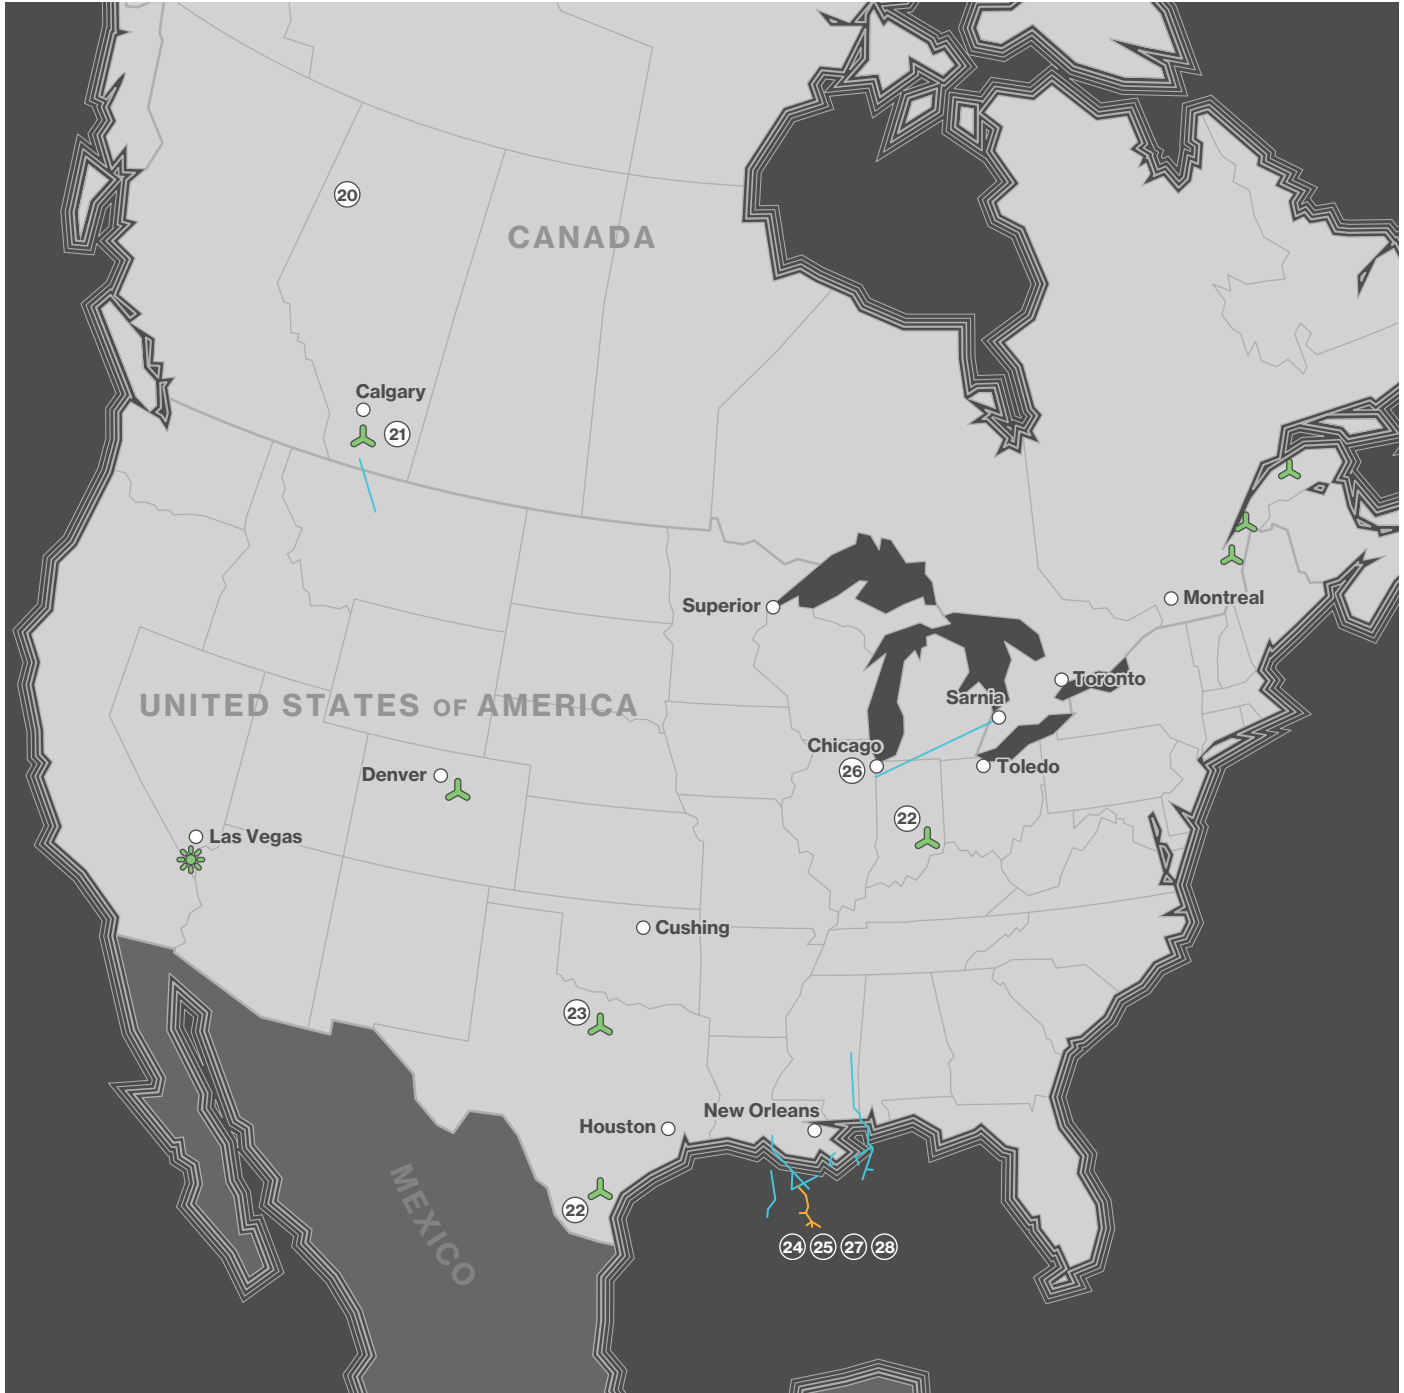 20
CANADA
Calgary
21
Superior
Montreal
UNITED STATES OF AMERICA
Toronto
Sarnia
Chicago
26
Toledo
Denver
22
Las Vegas
Cushing
23
New Orleans
Houston
MEXICO
22
24 25 27 28